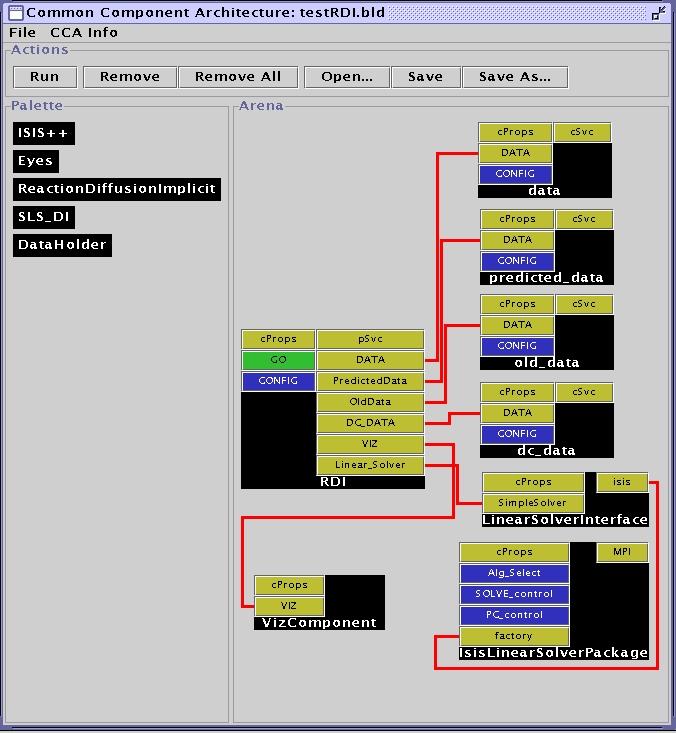 Common Component Architecture: testRDI.bld
File CCA Info
Actions
Run Remove Remove All Open... Save Save As...
Palette
ISIS++
Eyes
ReactionDiffusionImplicit
SLS_DI
DataHolder
Arena
cProps cSvc
DATA
CONFIG
data
cProps cSvc
DATA
CONFIG
predicted_data
cProps cSvc
DATA
CONFIG
old_data
cProps pSvc
GO DATA
CONFIG PredictedData
OldData
DC_DATA
VIZ
Linear_Solver
RDI
cProps cSvc
DATA
CONFIG
dc_data
cProps isis
SimpleSolver
LinearSolverInterface
cProps MPI
Alg_Select
SOLVE_control
PC_control
factory
IsisLinearSolverPackage
cProps
VIZ
VizComponent